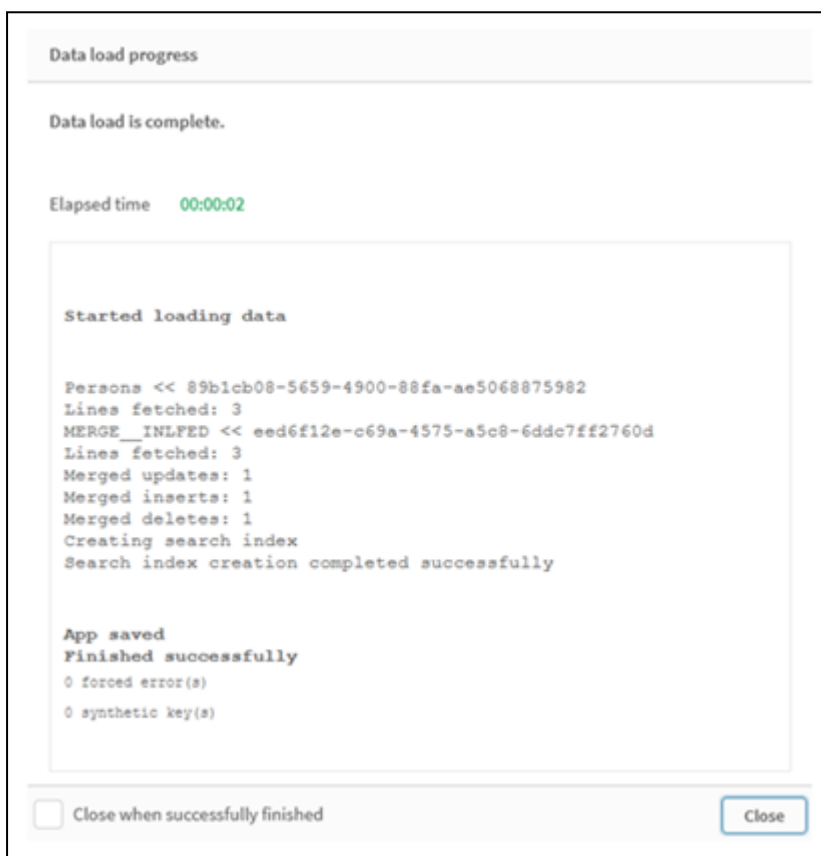 Data load progress
Data load is complete.
Elapsed time 00:00:02
Started loading data
Persons << 89b1cb08-5659-4900-88fa-ae5068875982
Lines fetched: 3
MERGE__INLFED << eed6f12e-c69a-4575-a5c8-6ddc7ff2760d
Lines fetched: 3
Merged updates: 1
Merged inserts: 1
Merged deletes: 1
Creating search index
Search index creation completed successfully
App saved
Finished successfully
0 forced error(s)
0 synthetic key(s)
Close when successfully finished Close